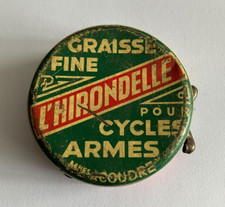 GRAISSE
FINE
L'HIRONDELLE
POUR
CYCLES
ARMES
COUDRE